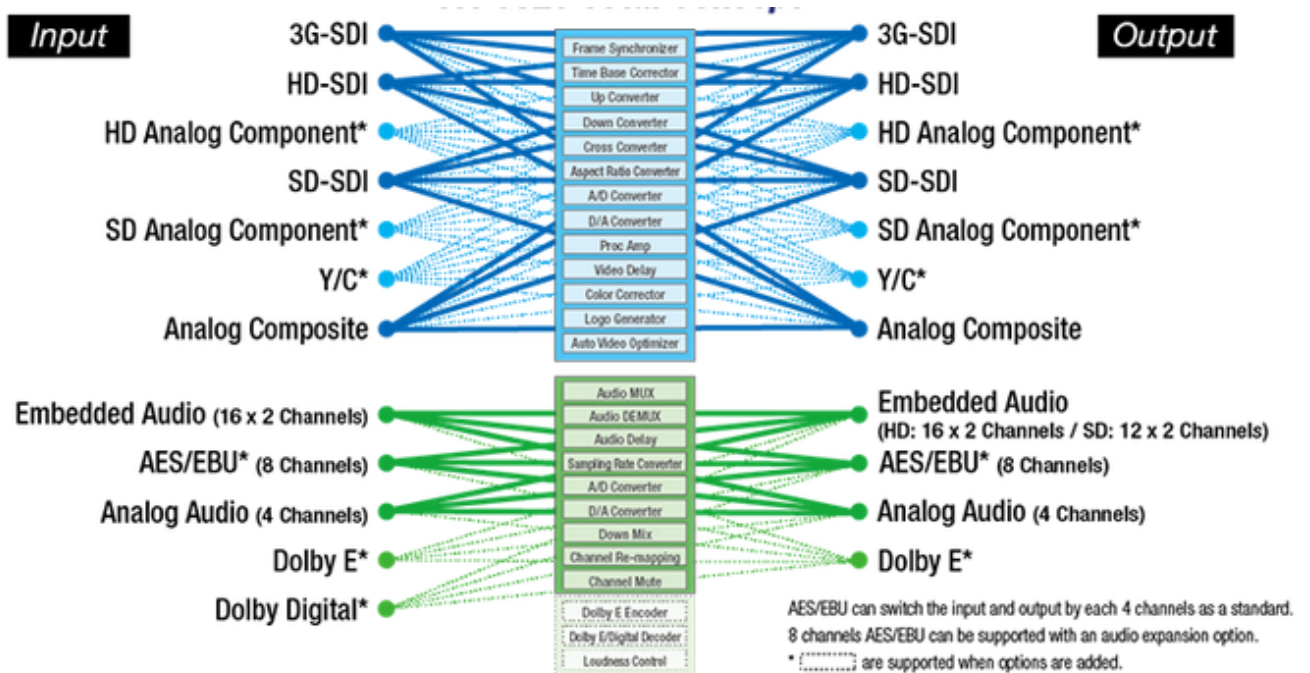 Input
Output
3G-SDI
HD-SDI
HD Analog Component*
SD-SDI
SD Analog Component*
Y/C*
Analog Composite
Embedded Audio (16 x 2 Channels)
AES/EBU* (8 Channels)
Analog Audio (4 Channels)
Dolby E*
Dolby Digital*
Frame Synchronizer
Time Base Corrector
Up Converter
Down Converter
Cross Converter
Aspect Ratio Converter
A/D Converter
D/A Converter
Proc Amp
Video Delay
Color Corrector
Logo Generator
Auto Video Optimizer
Audio MUX
Audio DEMUX
Audio Delay
Sampling Rate Converter
A/D Converter
D/A Converter
Down Mix
Channel Re-mapping
Channel Mute
Dolby E Encoder
Dolby E/Digital Decoder
Loudness Control
3G-SDI
HD-SDI
HD Analog Component*
SD-SDI
SD Analog Component*
Y/C*
Analog Composite
Embedded Audio
(HD: 16 x 2 Channels / SD: 12 x 2 Channels)
AES/EBU* (8 Channels)
Analog Audio (4 Channels)
Dolby E*
AES/EBU can switch the input and output by each 4 channels as a standard.
8 channels AES/EBU can be supported with an audio expansion option.
* are supported when options are added.